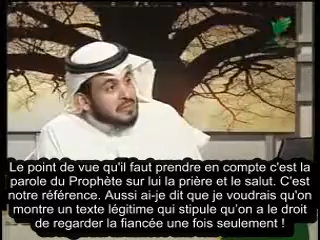 Le point de vue qu'il faut prendre en compte c'est la
parole du Prophète sur lui la prière et le salut. C'est
notre référence. Aussi ai-je dit que je voudrais qu'on
montre un texte légitime qui stipule qu'on a le droit
de regarder la fiancée une fois seulement !